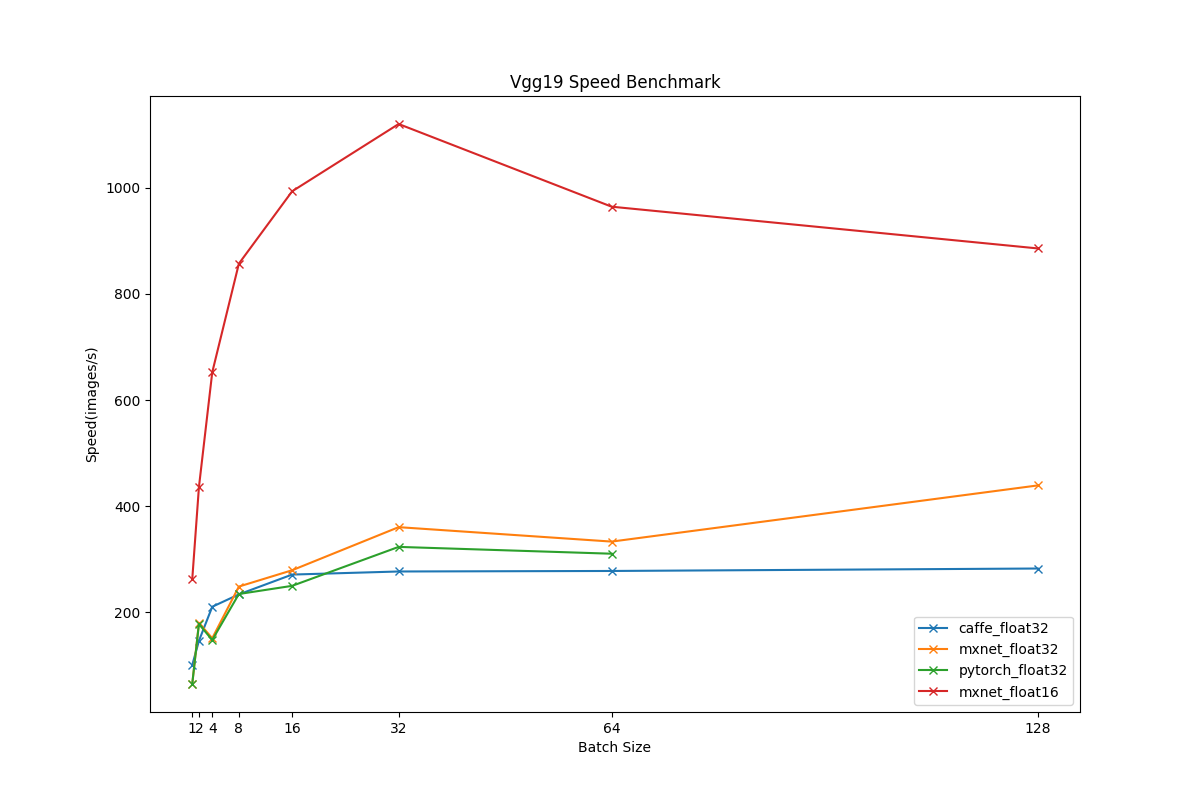 Vgg19 Speed Benchmark
1000
800
600
400
200
Speed(images/s)
1 2 4 8 16 32 64 128
Batch Size
caffe_float32
mxnet_float32
pytorch_float32
mxnet_float16